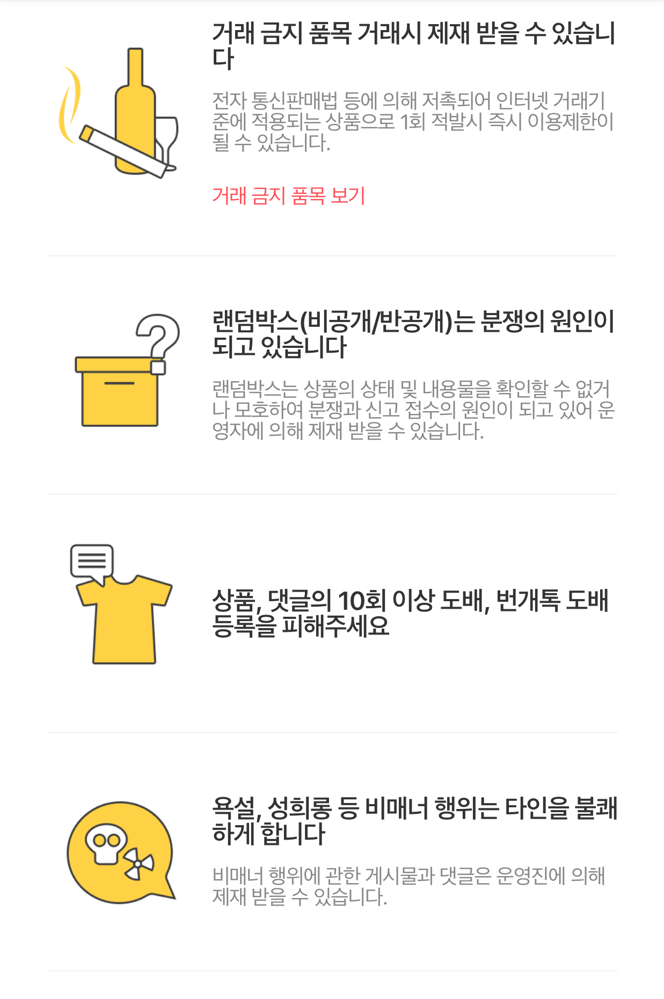 거래 금지 품목 거래시 제재 받을 수 있습니
다
전자 통신판매법 등에 의해 저촉되어 인터넷 거래기
준에 적용되는 상품으로 1회 적발시 즉시 이용제한이
될 수 있습니다.
거래 금지 품목 보기
랜덤박스(비공개/반공개)는 분쟁의 원인이
되고 있습니다
랜덤박스는 상품의 상태 및 내용물을 확인할 수 없거
나 모호하여 분쟁과 신고 접수의 원인이 되고 있어 운
영자에 의해 제재 받을 수 있습니다.
상품, 댓글의 10회 이상 도배, 번개톡 도배
등록을 피해주세요
욕설, 성희롱 등 비매너 행위는 타인을 불쾌
하게 합니다
비매너 행위에 관한 게시물과 댓글은 운영진에 의해
제재 받을 수 있습니다.